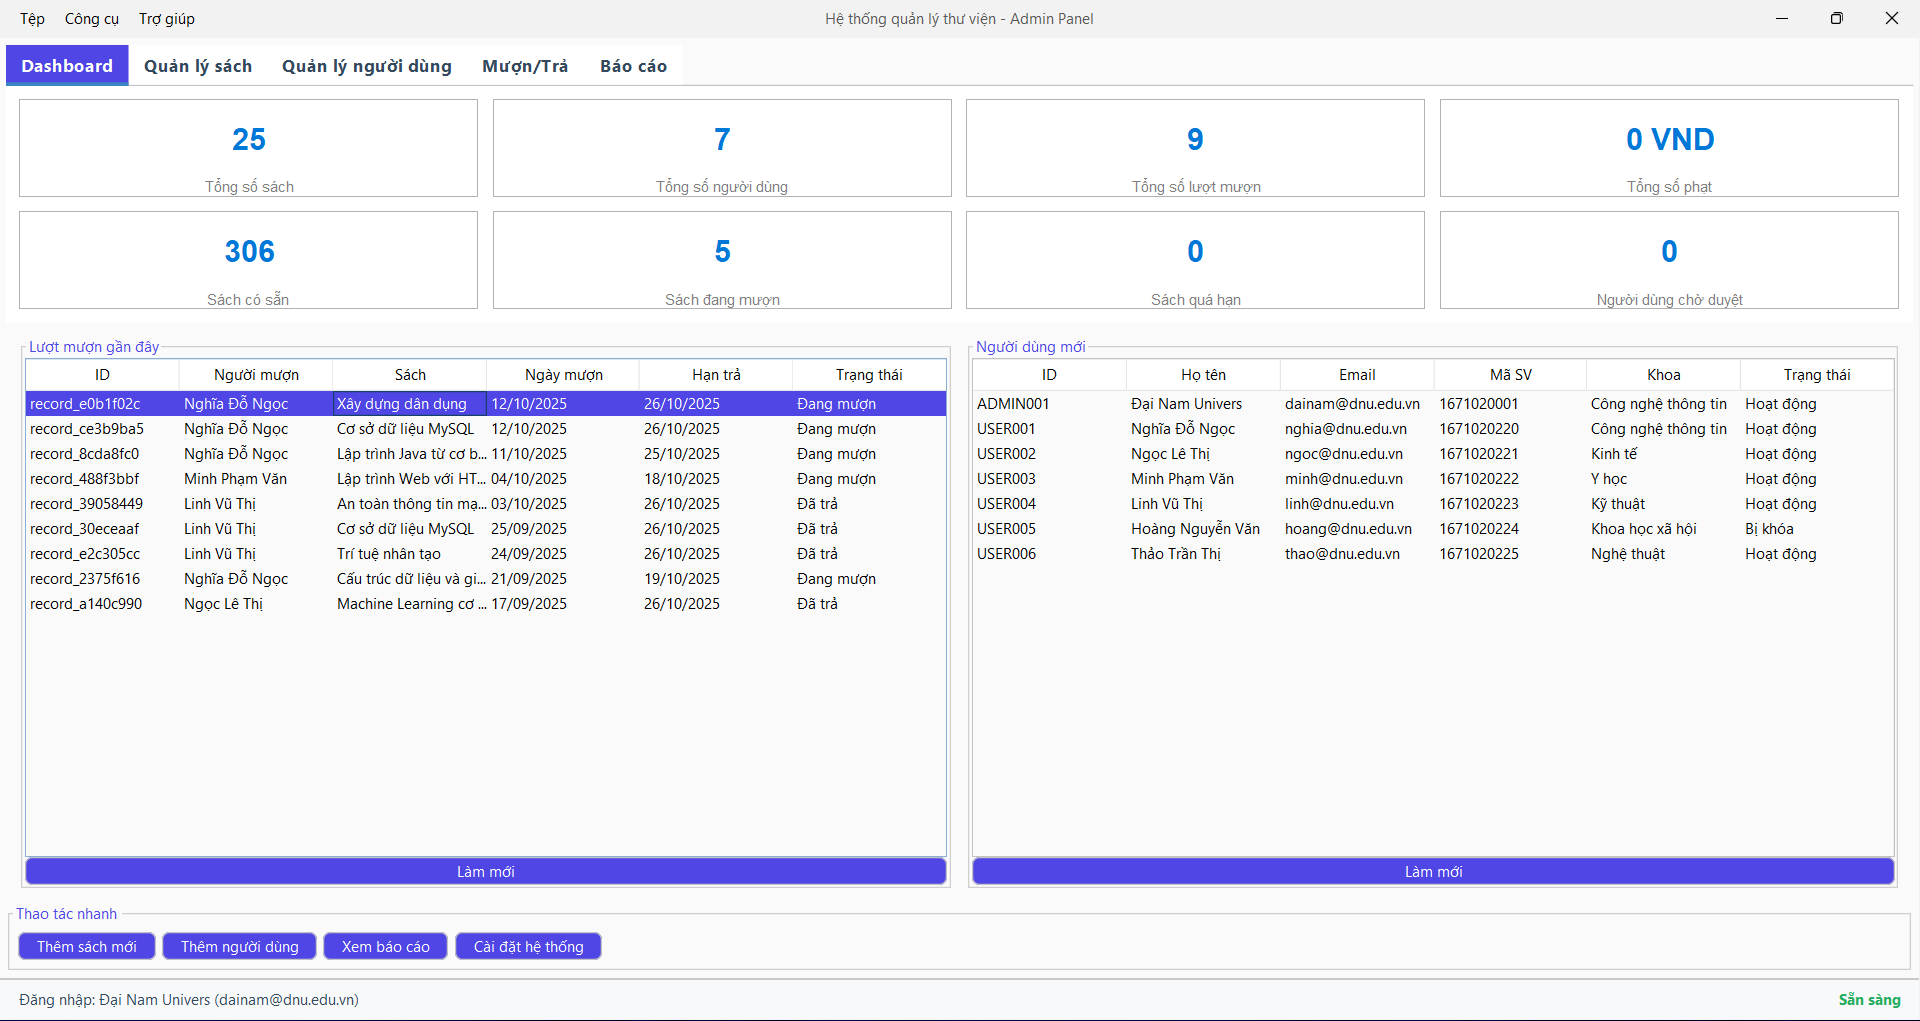 Tệp Công cụ Trợ giúp Hệ thống quản lý thư viện - Admin Panel
Dashboard Quản lý sách Quản lý người dùng Mượn/Trả Báo cáo
25 7 9 0 VND
Tổng số sách Tổng số người dùng Tổng số lượt mượn Tổng số phạt
306 5 0 0
Sách có sẵn Sách đang mượn Sách quá hạn Người dùng chờ duyệt
Lượt mượn gần đây
ID Người mượn Sách Ngày mượn Hạn trả Trạng thái
record_e0b1f02c Nghĩa Đỗ Ngọc Xây dựng dân dụng 12/10/2025 26/10/2025 Đang mượn
record_ce3b9ba5 Nghĩa Đỗ Ngọc Cơ sở dữ liệu MySQL 12/10/2025 26/10/2025 Đang mượn
record_8cda8fc0 Nghĩa Đỗ Ngọc Lập trình Java từ cơ b... 11/10/2025 25/10/2025 Đang mượn
record_488f3bbf Minh Phạm Văn Lập trình Web với HT... 04/10/2025 18/10/2025 Đang mượn
record_39058449 Linh Vũ Thị An toàn thông tin mạ... 03/10/2025 26/10/2025 Đã trả
record_30eceaaf Linh Vũ Thị Cơ sở dữ liệu MySQL 25/09/2025 26/10/2025 Đã trả
record_e2c305cc Linh Vũ Thị Trí tuệ nhân tạo 24/09/2025 26/10/2025 Đã trả
record_2375f616 Nghĩa Đỗ Ngọc Cấu trúc dữ liệu và gi... 21/09/2025 19/10/2025 Đang mượn
record_a140c990 Ngọc Lê Thị Machine Learning cơ ... 17/09/2025 26/10/2025 Đã trả
Làm mới
Người dùng mới
ID Họ tên Email Mã SV Khoa Trạng thái
ADMIN001 Đại Nam Univers dainam@dnu.edu.vn 1671020001 Công nghệ thông tin Hoạt động
USER001 Nghĩa Đỗ Ngọc nghia@dnu.edu.vn 1671020220 Công nghệ thông tin Hoạt động
USER002 Ngọc Lê Thị ngoc@dnu.edu.vn 1671020221 Kinh tế Hoạt động
USER003 Minh Phạm Văn minh@dnu.edu.vn 1671020222 Y học Hoạt động
USER004 Linh Vũ Thị linh@dnu.edu.vn 1671020223 Kỹ thuật Hoạt động
USER005 Hoàng Nguyễn Văn hoang@dnu.edu.vn 1671020224 Khoa học xã hội Bị khóa
USER006 Thảo Trần Thị thao@dnu.edu.vn 1671020225 Nghệ thuật Hoạt động
Làm mới
Thao tác nhanh
Thêm sách mới Thêm người dùng Xem báo cáo Cài đặt hệ thống
Đăng nhập: Đại Nam Univers (dainam@dnu.edu.vn) Sẵn sàng